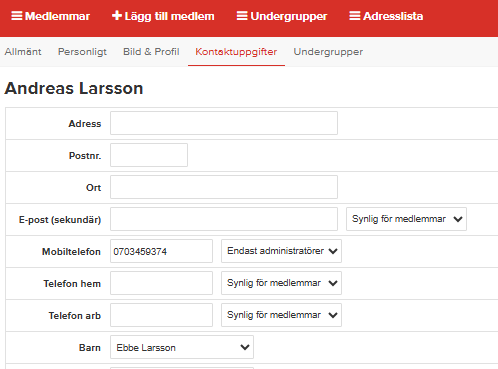 Medlemmar Lägg till medlem Undergrupper Adresslista
Allmänt Personligt Bild & Profil Kontaktuppgifter Undergrupper
Andreas Larsson
Adress
Postnr.
Ort
E-post (sekundär) Synlig för medlemmar
Mobiltelefon 0703459374 Endast administratörer
Telefon hem Synlig för medlemmar
Telefon arb Synlig för medlemmar
Barn Ebbe Larsson